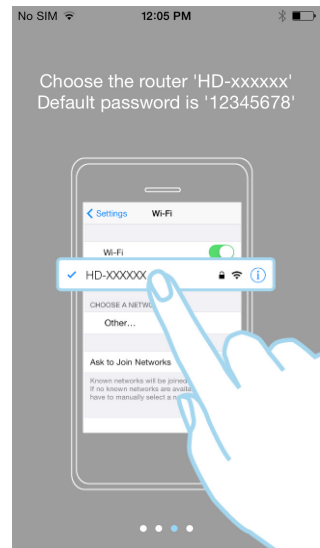 No SIM 12:05 PM
Choose the router 'HD-xxxxxx'
Default password is '12345678'
Settings Wi-Fi
Wi-Fi
HD-XXXXXX
CHOOSE A NETWO
Other...
Ask to Join Networks
Known networks will be joined
If no known networks are availa
have to manually select a n